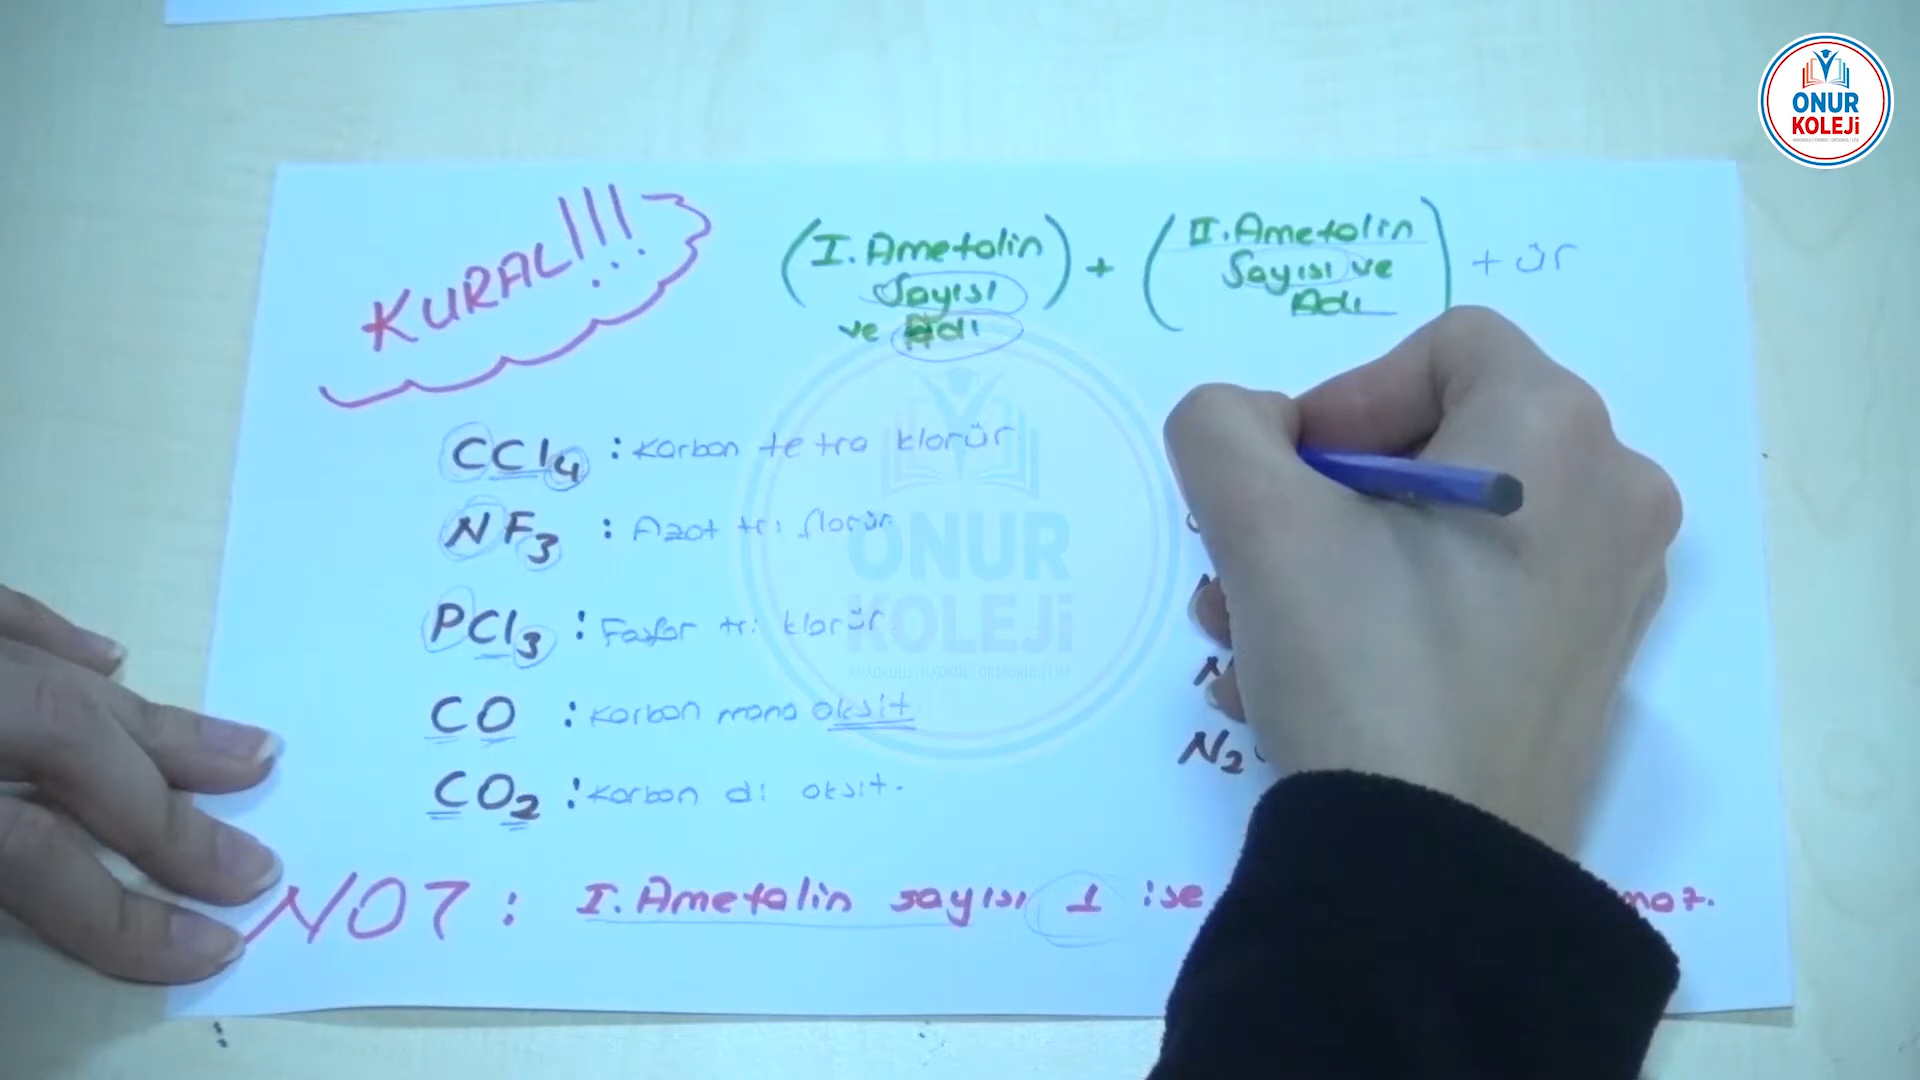 ONUR
KOLEJİ
KURAL!!!
(I. Ametalin Sayısı ve Adı) + (II. Ametalin Sayısı ve Adı) + ür
CCl4 : Karbon tetra klorür
NF3 : Azot tri florür
PCl3 : Fosfor tri klorür
CO : Karbon mono oksit
CO2 : Karbon di oksit.
N2
NOT : I. Ametalin sayısı 1 ise
ONUR
KOLEJİ